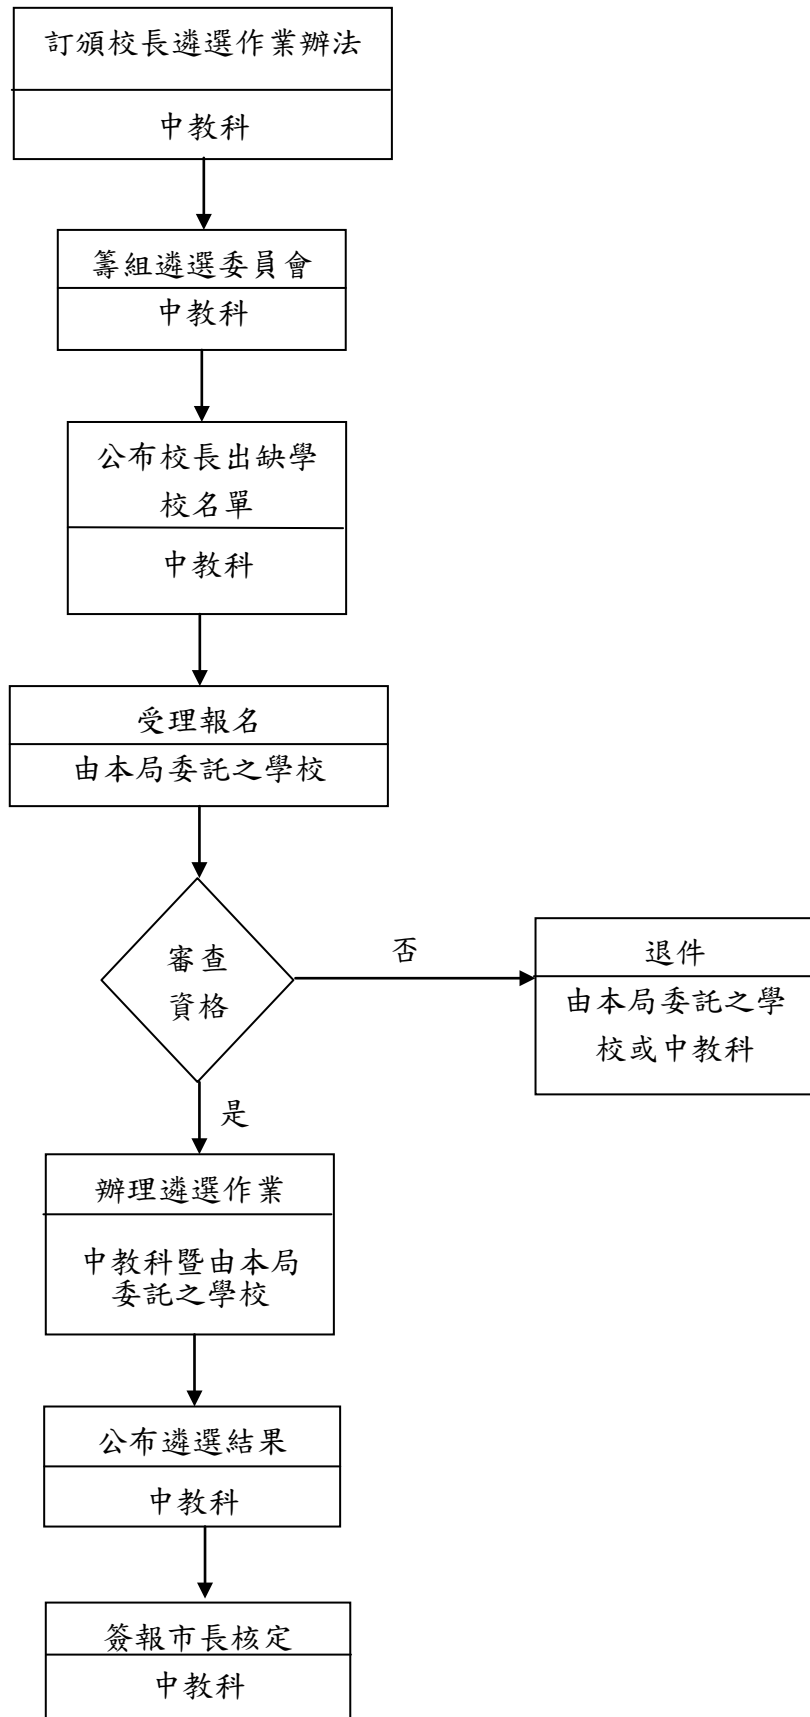 訂頒校長遴選作業辦法
中教科
籌組遴選委員會
中教科
公布校長出缺學
校名單
中教科
受理報名
由本局委託之學校
審查
資格
否
退件
由本局委託之學
校或中教科
是
辦理遴選作業
中教科暨由本局
委託之學校
公布遴選結果
中教科
簽報市長核定
中教科